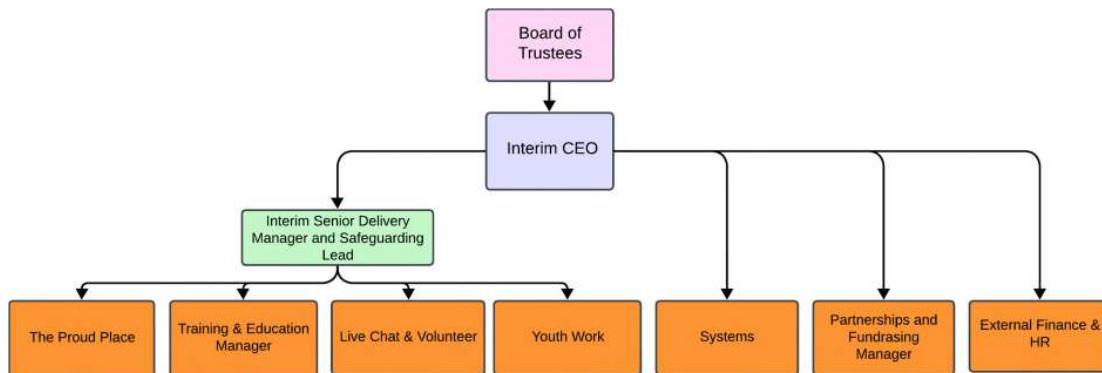 Board of
Trustees
Interim CEO
Interim Senior Delivery
Manager and Safeguarding
Lead
The Proud Place
Training & Education
Manager
Live Chat & Volunteer
Youth Work
Systems
Partnerships and
Fundrasing
Manager
External Finance &
HR